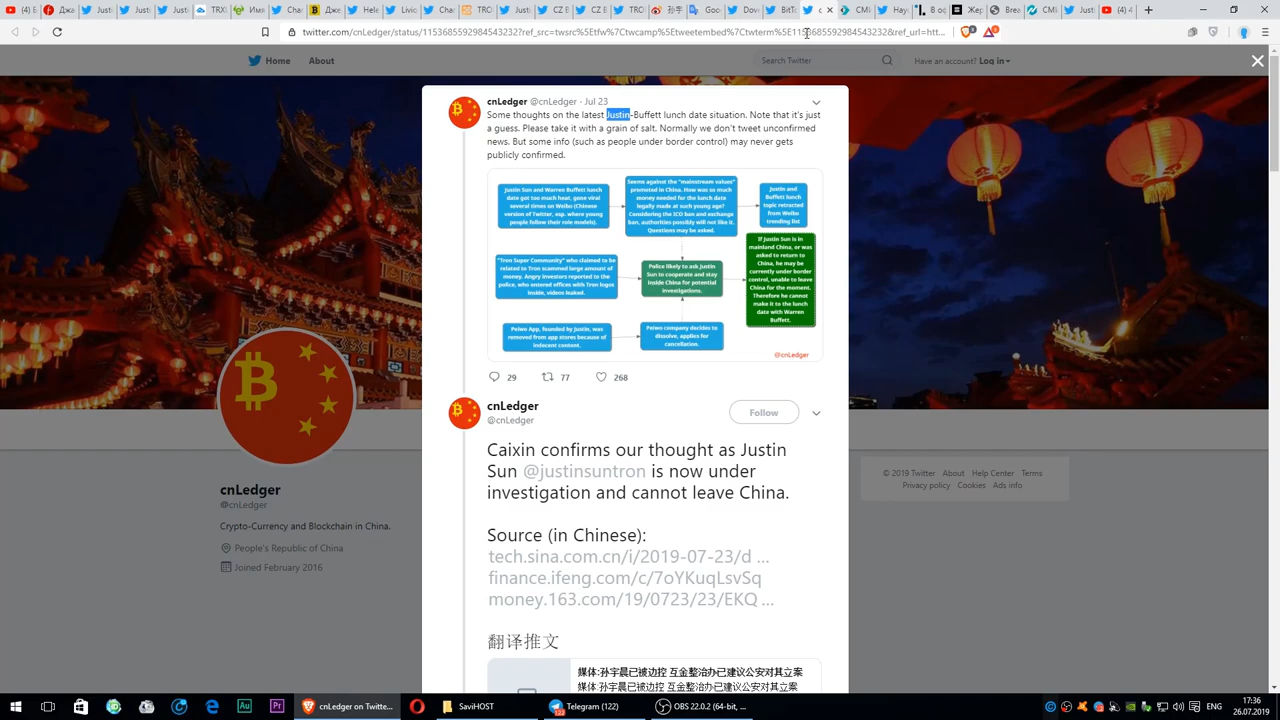 twitter.com/cnLedger/status/1153685592984543232?ref_src=twsrc%5Etfw%7Ctwcamp%5Etweetembed%7Ctwterm%5E1153685592984543232&ref_url=htt...
Home
About
Search Twitter
Have an account? Log in
cnLedger @cnLedger · Jul 23
Some thoughts on the latest Justin-Buffett lunch date situation. Note that it's just
a guess. Please take it with a grain of salt. Normally we don't tweet unconfirmed
news. But some info (such as people under border control) may never gets
publicly confirmed.
Justin Sun and Warren Buffett lunch
date got too much heat, gone viral
several times on Weibo (Chinese
version of Twitter, esp. where young
people follow their role models).
Seems against the "mainstream values"
promoted in China. How was so much
money needed for the lunch date
legally made at such young age?
Considering the ICO ban and exchange
ban, authorities possibly will not like it.
Questions may be asked.
Justin and
Buffett lunch
topic retracted
from Weibo
trending list
"Tron Super Community" who claimed to be
related to Tron scammed large amount of
money. Angry investors reported to the
police, who entered offices with Tron logos
inside, videos leaked.
Police likely to ask Justin
Sun to cooperate and stay
inside China for potential
investigations.
If Justin Sun is in
mainland China, or was
asked to return to
China, he may be
currently under border
control, unable to leave
China for the moment.
Therefore he cannot
make it to the lunch
date with Warren
Buffett.
Peiwo App, founded by Justin, was
removed from app stores because of
indecent content.
Peiwo company decides to
dissolve, applies for
cancellation.
@cnLedger
29 77 268
cnLedger
@cnLedger
Follow
Caixin confirms our thought as Justin
Sun @justinsuntron is now under
investigation and cannot leave China.
Source (in Chinese):
tech.sina.com.cn/i/2019-07-23/d ...
finance.ifeng.com/c/7oYKuqLsvSq
money.163.com/19/0723/23/EKQ ...
翻译推文
媒体:孙宇晨已被边控 互金整治办已建议公安对其立案
媒体:孙宇晨已被边控 互金整治办已建议公安对其立案
cnLedger
@cnLedger
Crypto-Currency and Blockchain in China.
People's Republic of China
Joined February 2016
© 2019 Twitter About Help Center Terms
Privacy policy Cookies Ads info
cnLedger on Twitte...
SaviHOST
Telegram (122)
OBS 22.0.2 (64-bit, ...
ENG
17:36
26.07.2019